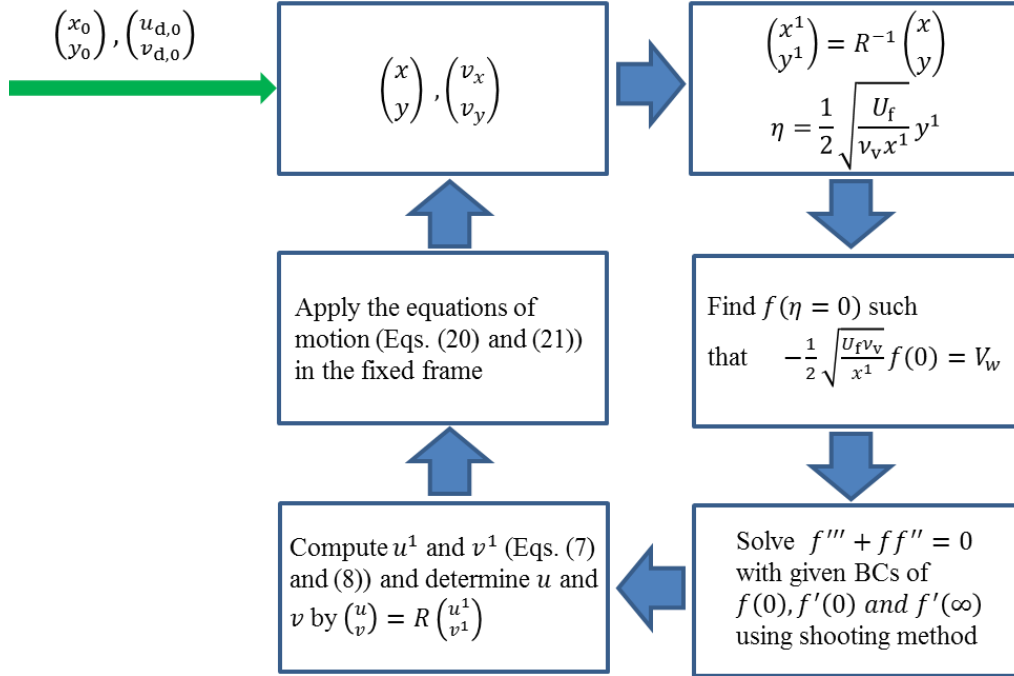 (x₀ y₀), (u_d,0 v_d,0)
(x y), (v_x v_y)
(x¹ y¹) = R⁻¹ (x y)
η = 1/2 √(U_f / (ν_v x¹)) y¹
Find f(η = 0) such
that −1/2 √(U_f ν_v / x¹) f(0) = V_w
Solve f′′′ + ff′′ = 0
with given BCs of
f(0), f′(0) and f′(∞)
using shooting method
Compute u¹ and v¹ (Eqs. (7)
and (8)) and determine u and
v by (u v) = R (u¹ v¹)
Apply the equations of
motion (Eqs. (20) and (21))
in the fixed frame